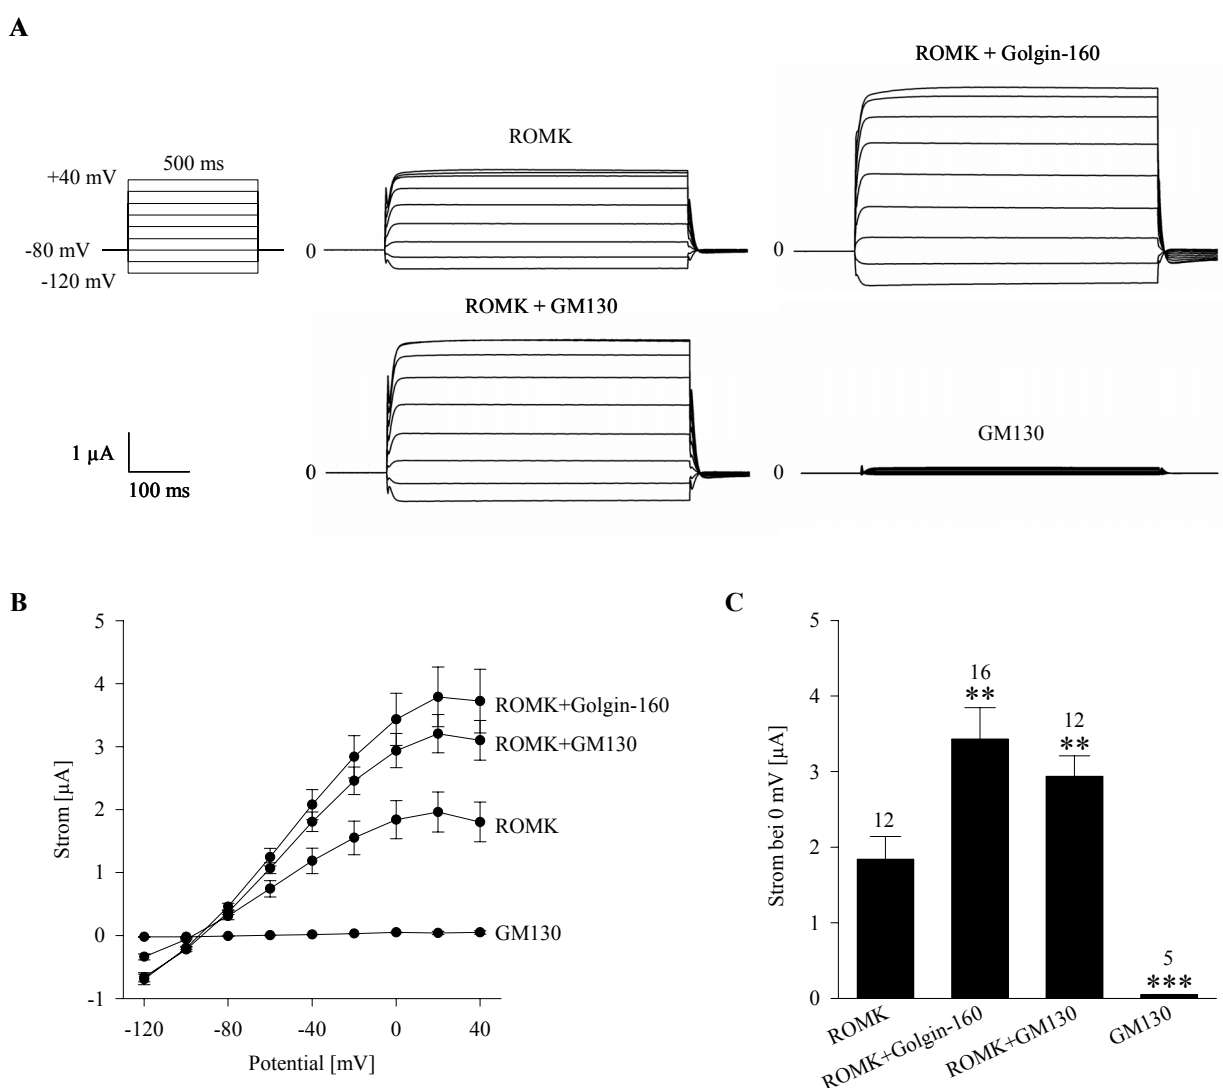 A
ROMK + Golgin-160
ROMK
500 ms
+40 mV
-80 mV
-120 mV
0
0
ROMK + GM130
GM130
1 µA
100 ms
0
0
B
5
4
3
2
1
0
-1
Strom [µA]
-120
-80
-40
0
40
Potential [mV]
ROMK+Golgin-160
ROMK+GM130
ROMK
GM130
C
5
4
3
2
1
0
Strom bei 0 mV [µA]
12
16
**
12
**
5
***
ROMK
ROMK+Golgin-160
ROMK+GM130
GM130